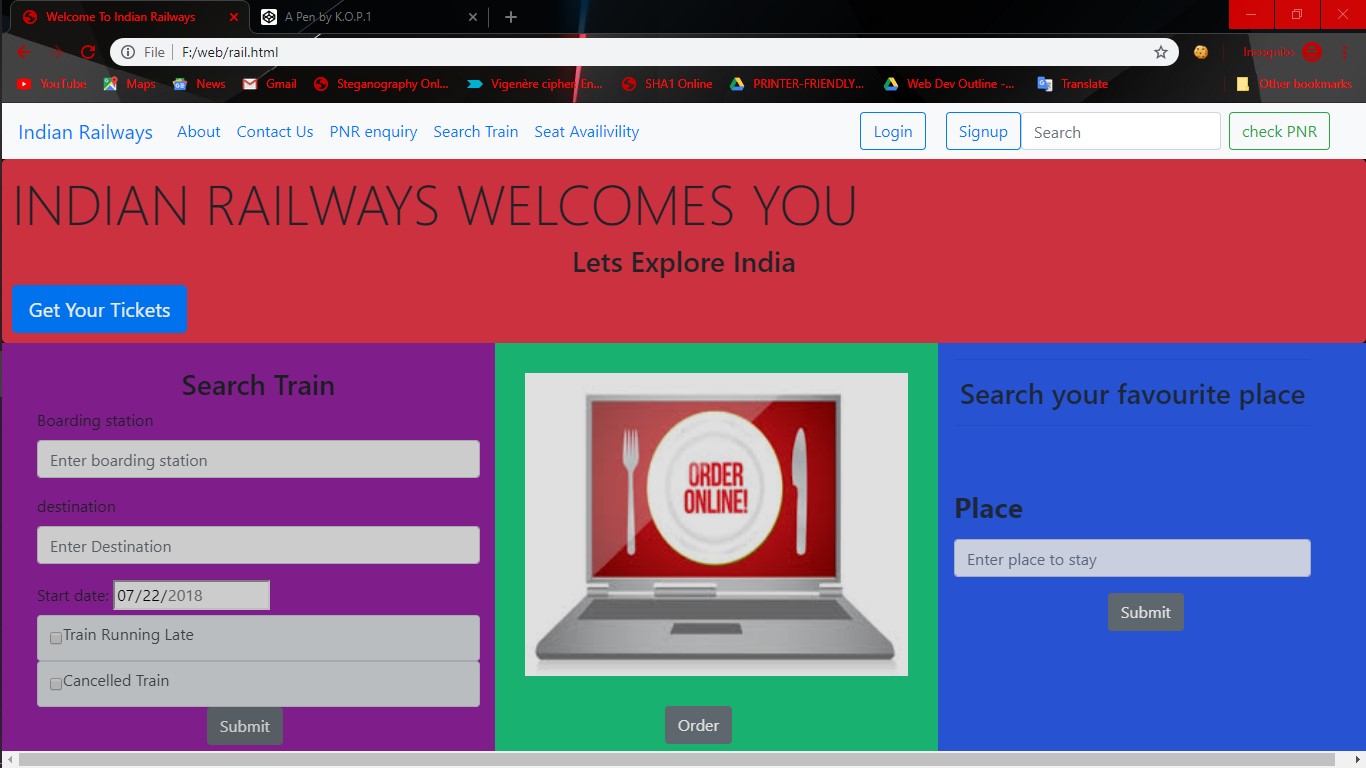 Welcome To Indian Railways
A Pen by K.O.P.1
File F:/web/rail.html
Incognito
YouTube Maps News Gmail Steganography Onl... Vigenère cipher: En... SHA1 Online PRINTER-FRIENDLY... Web Dev Outline -... Translate Other bookmarks
Indian Railways About Contact Us PNR enquiry Search Train Seat Availivility Login Signup Search check PNR
INDIAN RAILWAYS WELCOMES YOU
Lets Explore India
Get Your Tickets
Search Train
Boarding station
Enter boarding station
destination
Enter Destination
Start date: 07/22/2018
Train Running Late
Cancelled Train
Submit
ORDER
ONLINE!
Order
Search your favourite place
Place
Enter place to stay
Submit